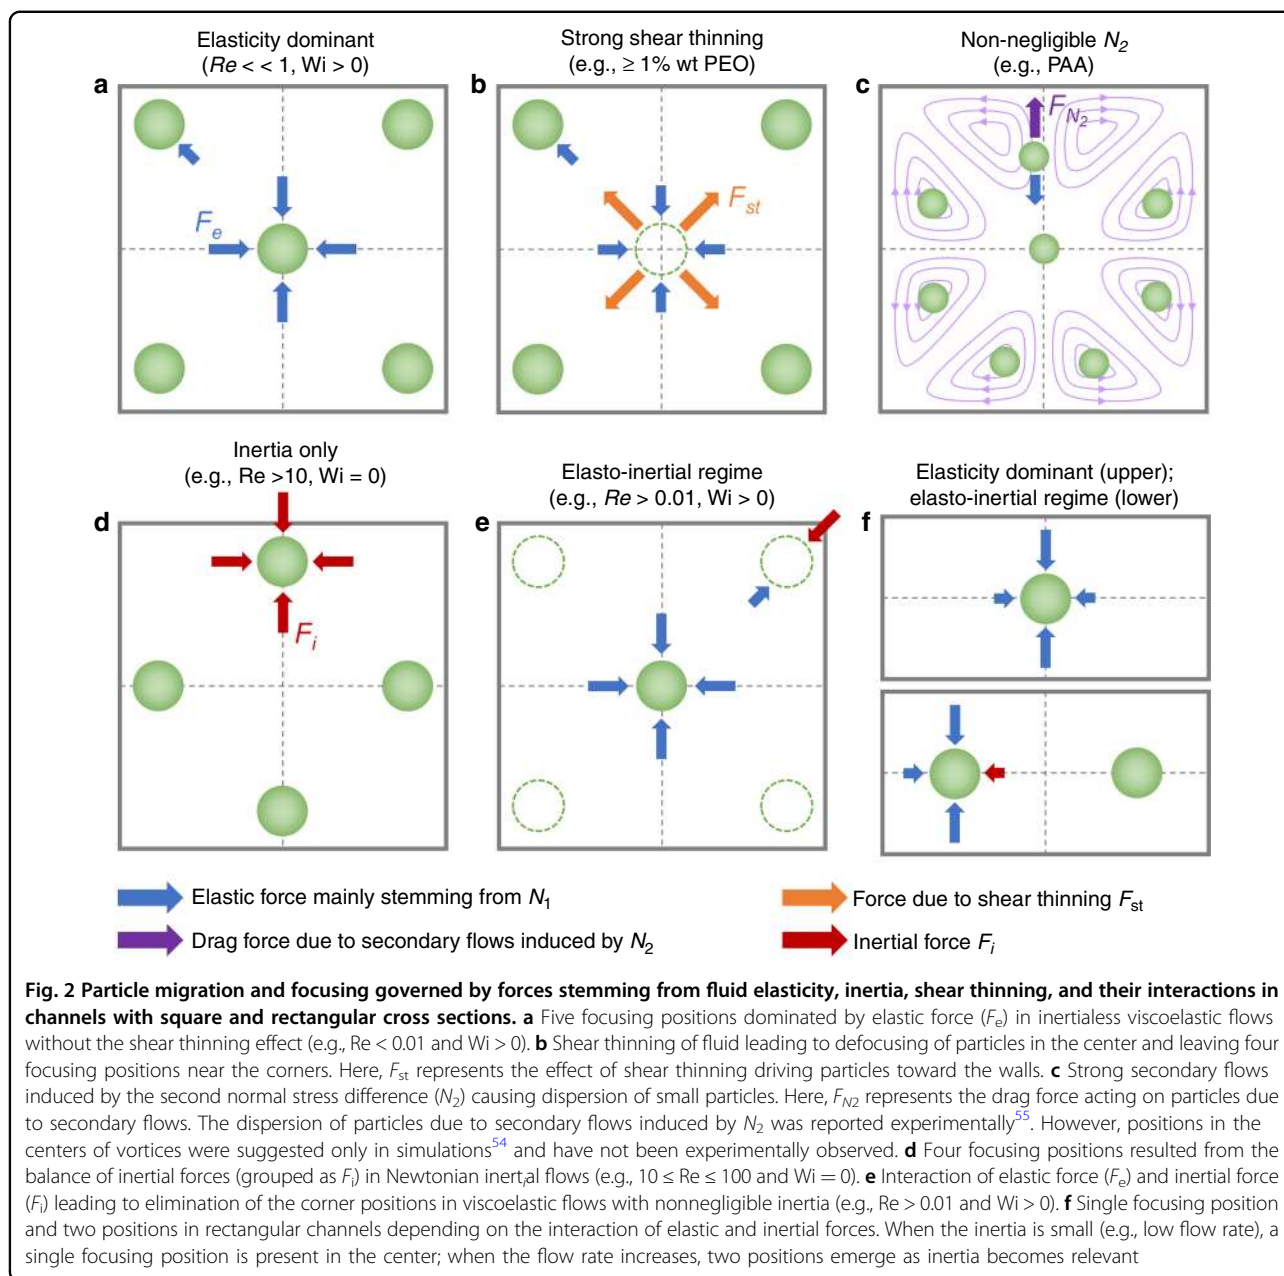 Elasticity dominant
(Re < < 1, Wi > 0)
Strong shear thinning
(e.g., ≥ 1% wt PEO)
Non-negligible N2
(e.g., PAA)
a
b
c
FN2
Fe
Fst
Inertia only
(e.g., Re >10, Wi = 0)
Elasto-inertial regime
(e.g., Re > 0.01, Wi > 0)
Elasticity dominant (upper);
elasto-inertial regime (lower)
d
e
f
Fi
Elastic force mainly stemming from N1
Force due to shear thinning Fst
Drag force due to secondary flows induced by N2
Inertial force Fi
Fig. 2 Particle migration and focusing governed by forces stemming from fluid elasticity, inertia, shear thinning, and their interactions in
channels with square and rectangular cross sections. a Five focusing positions dominated by elastic force (Fe) in inertialess viscoelastic flows
without the shear thinning effect (e.g., Re < 0.01 and Wi > 0). b Shear thinning of fluid leading to defocusing of particles in the center and leaving four
focusing positions near the corners. Here, Fst represents the effect of shear thinning driving particles toward the walls. c Strong secondary flows
induced by the second normal stress difference (N2) causing dispersion of small particles. Here, FN2 represents the drag force acting on particles due
to secondary flows. The dispersion of particles due to secondary flows induced by N2 was reported experimentally55. However, positions in the
centers of vortices were suggested only in simulations54 and have not been experimentally observed. d Four focusing positions resulted from the
balance of inertial forces (grouped as Fi) in Newtonian inertial flows (e.g., 10 ≤ Re ≤ 100 and Wi = 0). e Interaction of elastic force (Fe) and inertial force
(Fi) leading to elimination of the corner positions in viscoelastic flows with nonnegligible inertia (e.g., Re > 0.01 and Wi > 0). f Single focusing position
and two positions in rectangular channels depending on the interaction of elastic and inertial forces. When the inertia is small (e.g., low flow rate), a
single focusing position is present in the center; when the flow rate increases, two positions emerge as inertia becomes relevant